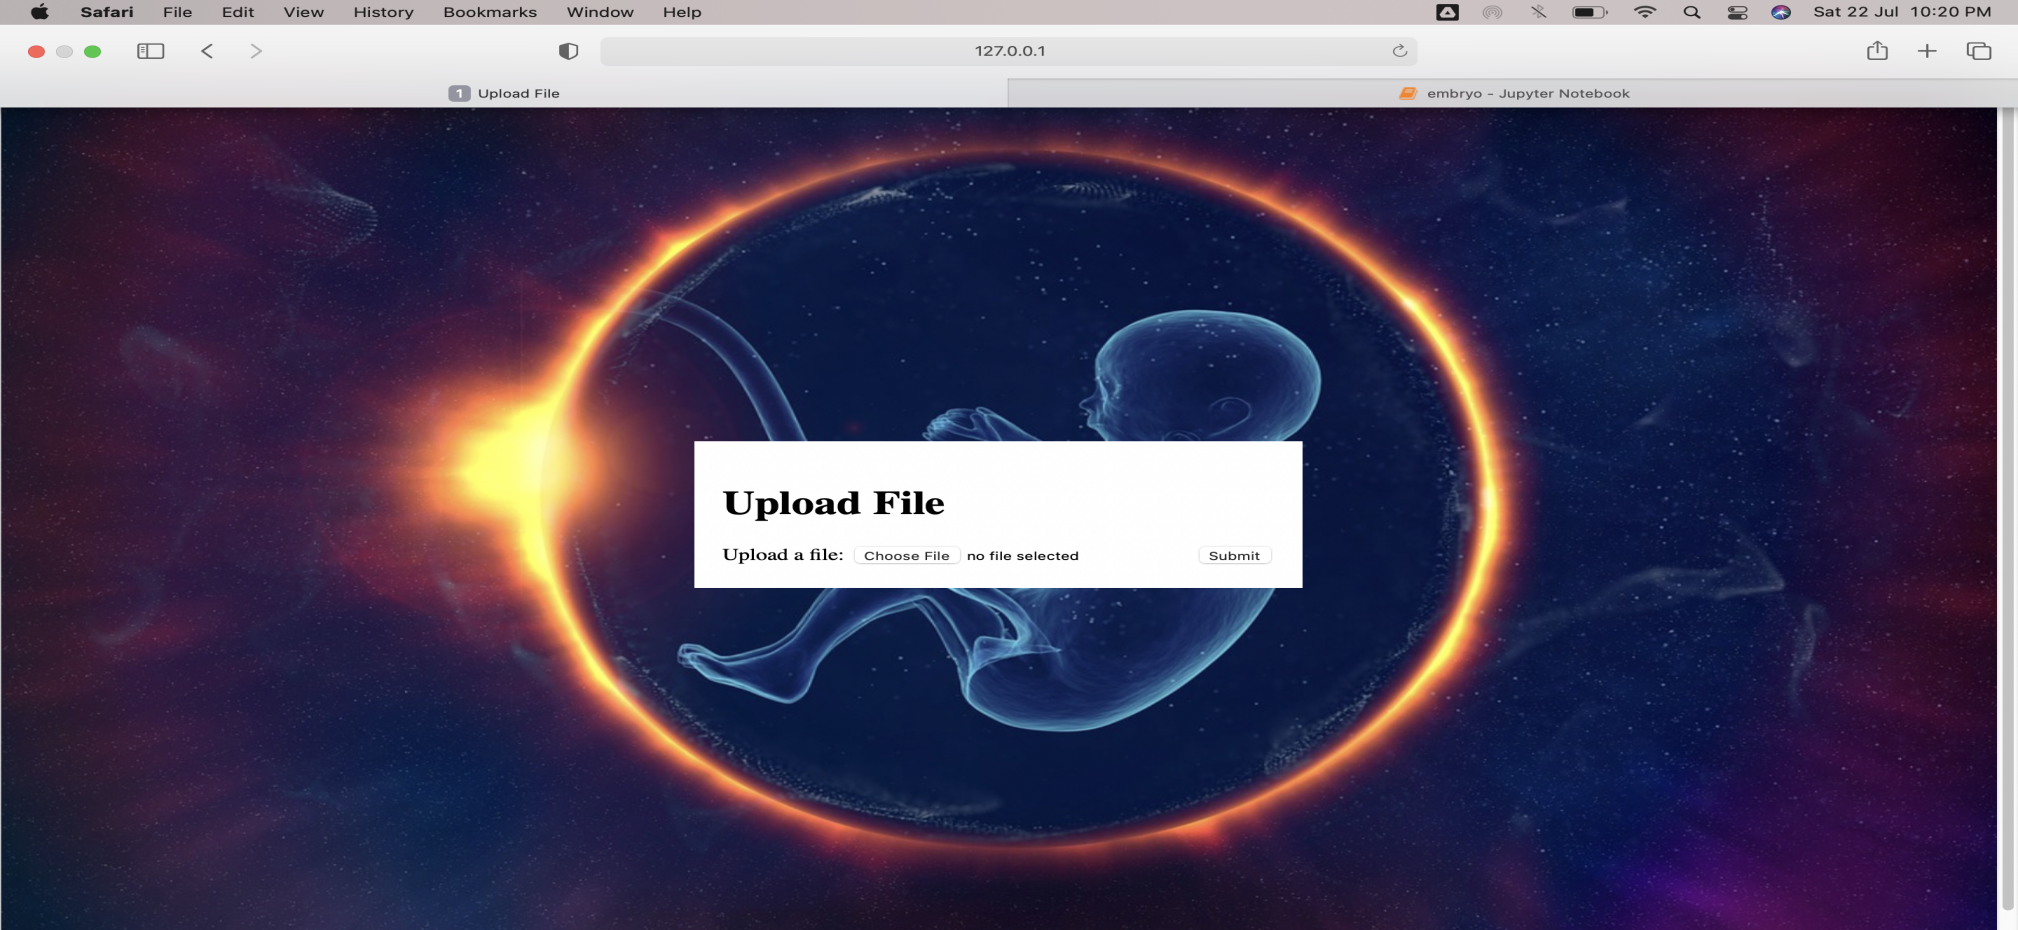 Safari File Edit View History Bookmarks Window Help Sat 22 Jul 10:20 PM
127.0.0.1
1 Upload File embryo - Jupyter Notebook
Upload File
Upload a file: Choose File no file selected Submit